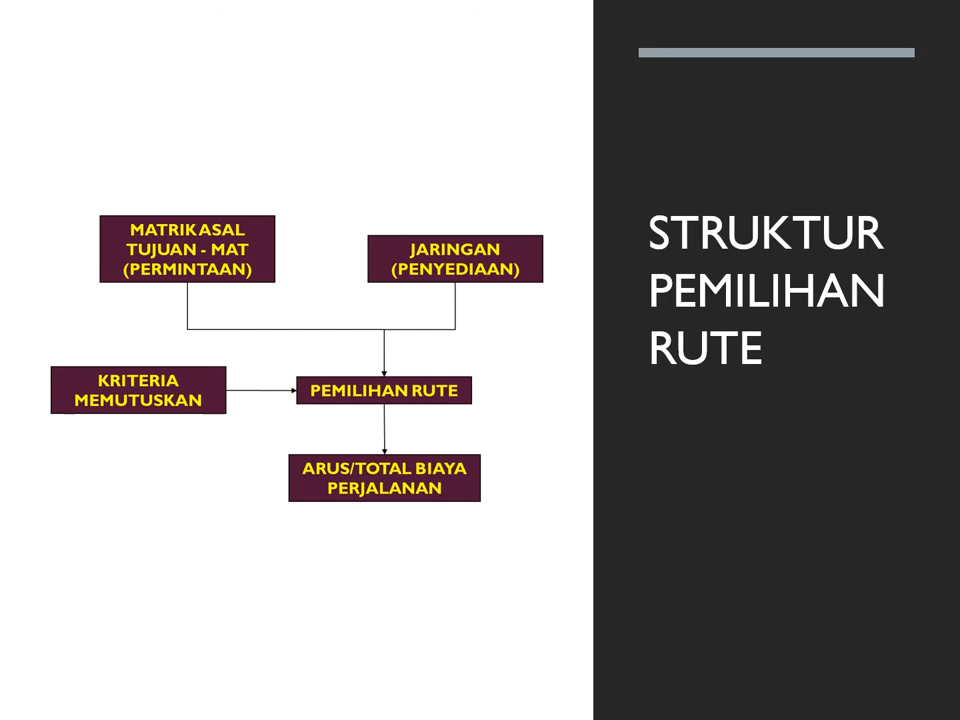 MATRIK ASAL
TUJUAN - MAT
(PERMINTAAN)
JARINGAN
(PENYEDIAAN)
KRITERIA
MEMUTUSKAN
PEMILIHAN RUTE
ARUS/TOTAL BIAYA
PERJALANAN
STRUKTUR
PEMILIHAN
RUTE